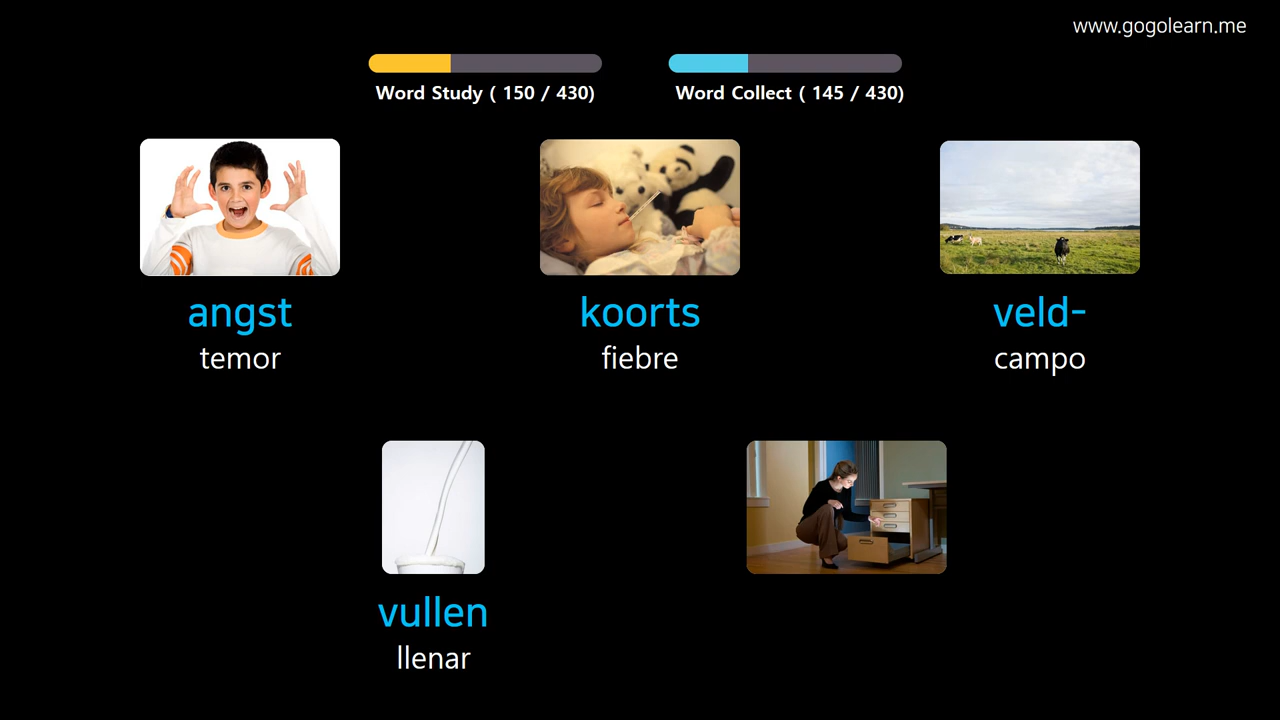 www.gogolearn.me
Word Study ( 150 / 430)
Word Collect ( 145 / 430)
angst
temor
koorts
fiebre
veld-
campo
vullen
llenar